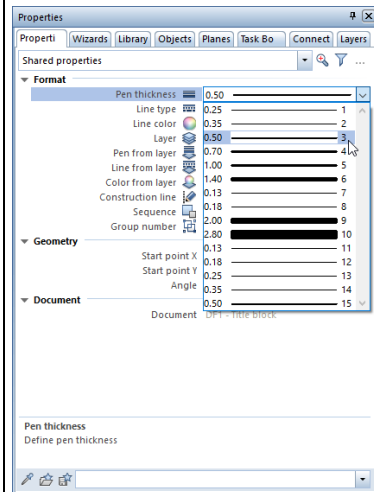 Properties
Properti Wizards Library Objects Planes Task Bo Connect Layers
Shared properties
Format
Pen thickness 0.50
Line type 0.25 1
Line color 0.35 2
Layer 0.50 3
Pen from layer 0.70 4
Line from layer 1.00 5
Color from layer 1.40 6
Construction line 0.13 7
Sequence 0.18 8
Group number 2.00 9
2.80 10
Geometry 0.13 11
Start point X 0.18 12
Start point Y 0.25 13
Angle 0.35 14
Document 0.50 15
Document DF1 - Title block
Pen thickness
Define pen thickness